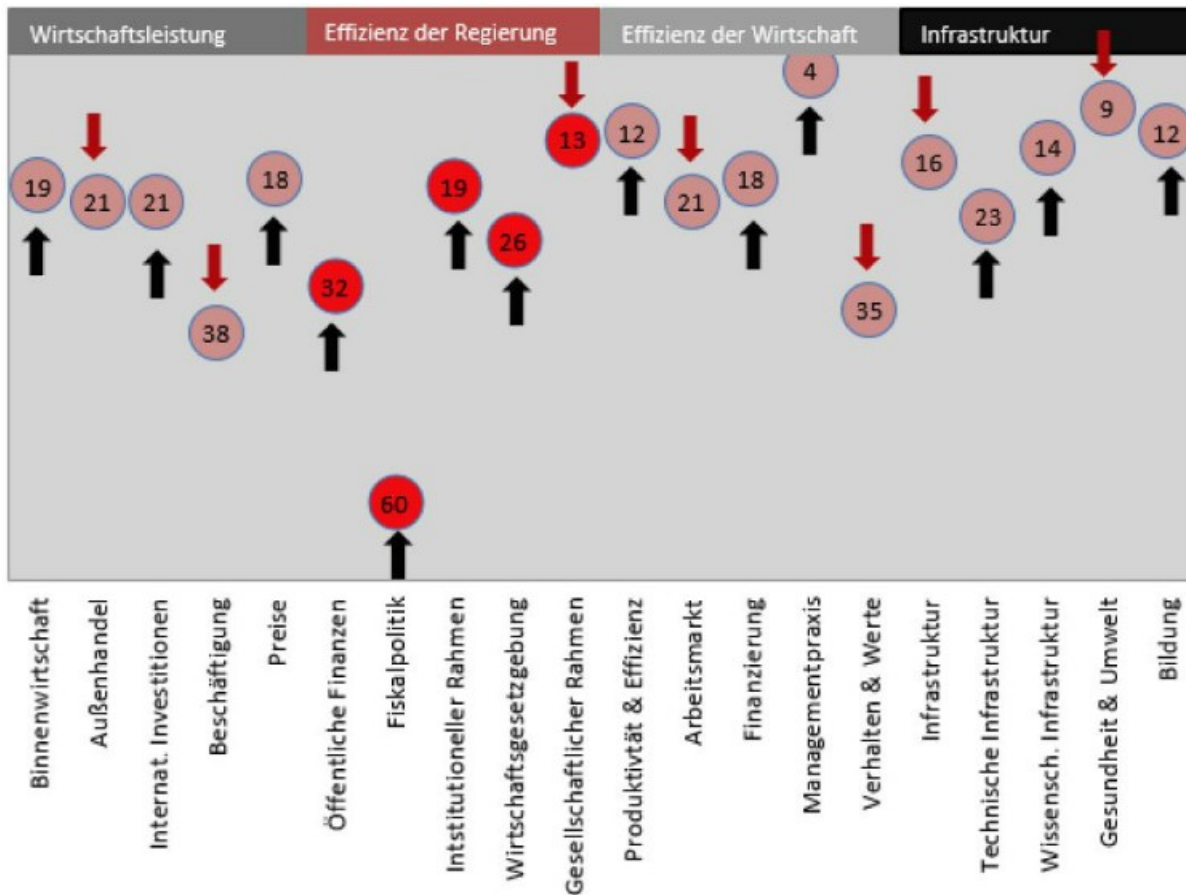 Wirtschaftsleistung
Effizienz der Regierung
Effizienz der Wirtschaft
Infrastruktur
19
21
21
38
18
32
60
19
26
13
12
21
18
4
35
16
23
14
9
12
Binnenwirtschaft
Außenhandel
Internat. Investitionen
Beschäftigung
Preise
Öffentliche Finanzen
Fiskalpolitik
Intstitutioneller Rahmen
Wirtschaftsgesetzgebung
Gesellschaftlicher Rahmen
Produktivtät & Effizienz
Arbeitsmarkt
Finanzierung
Managementpraxis
Verhalten & Werte
Infrastruktur
Technische Infrastruktur
Wissensch. Infrastruktur
Gesundheit & Umwelt
Bildung